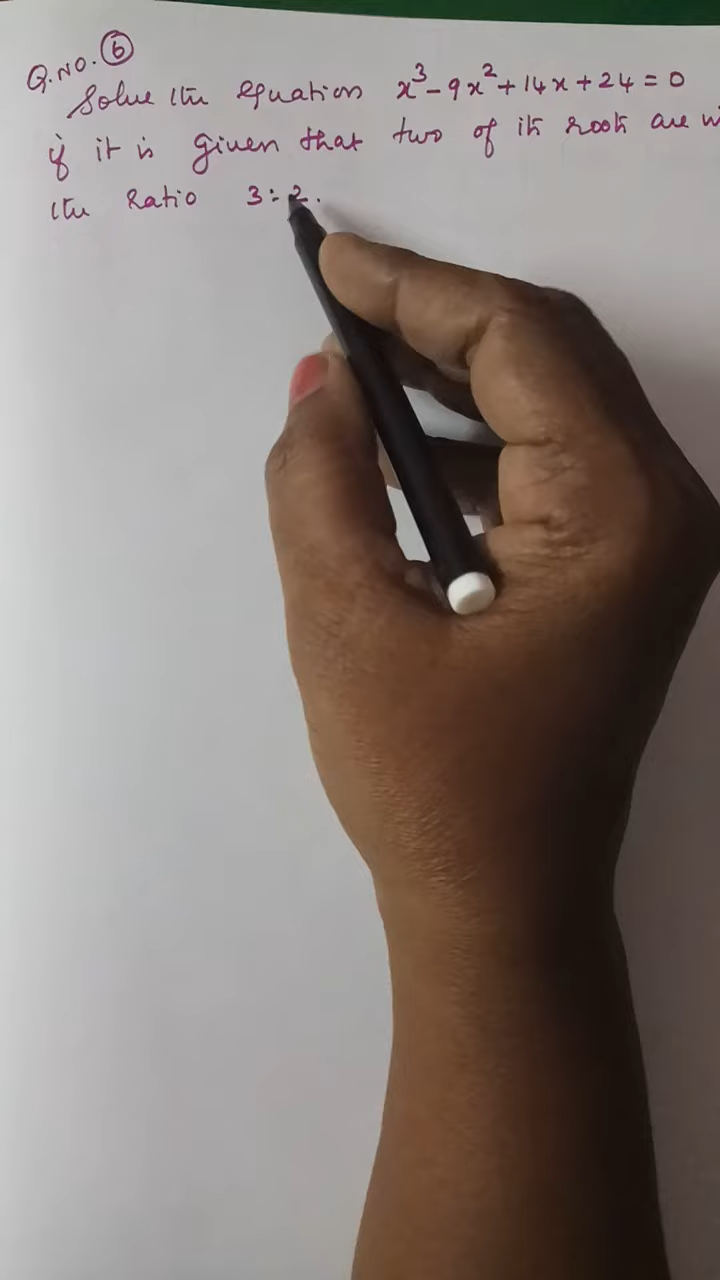 Q.NO. 6
Solve the equation x³-9x²+14x+24=0
if it is given that two of its roots are
the Ratio 3:2.